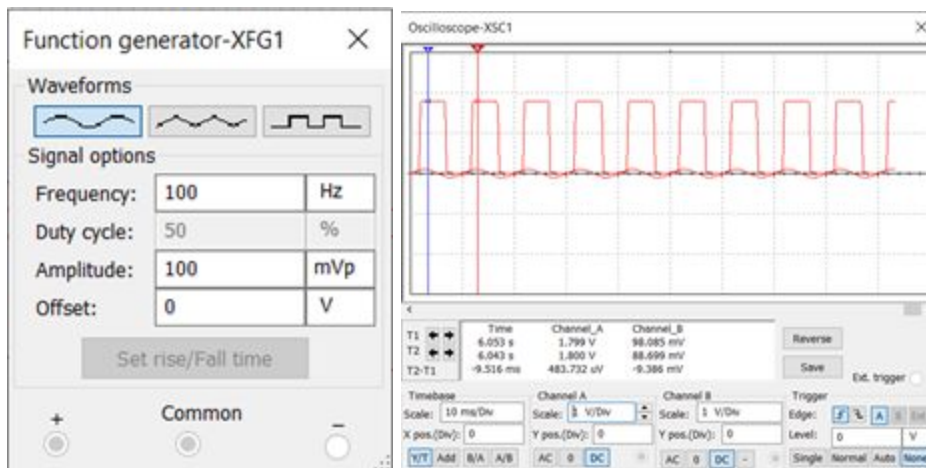 Function generator-XFG1
Waveforms
Signal options
Frequency: 100 Hz
Duty cycle: 50 %
Amplitude: 100 mVp
Offset: 0 V
Set rise/Fall time
+ Common −
Oscilloscope-XSC1
Time Channel_A Channel_B
T1 6.053 s 1.799 V 98.085 mV
T2 6.043 s 1.800 V 88.699 mV
T2-T1 -9.516 ms 483.732 uV -9.386 mV
Reverse
Save
Ext. trigger
Timebase Channel A Channel B Trigger
Scale: 10 ms/Div Scale: 1 V/Div Scale: 1 V/Div Edge: A B Ext
X pos.(Div): 0 Y pos.(Div): 0 Y pos.(Div): 0 Level: 0 V
Y/T Add B/A A/B AC 0 DC AC 0 DC - Single Normal Auto None